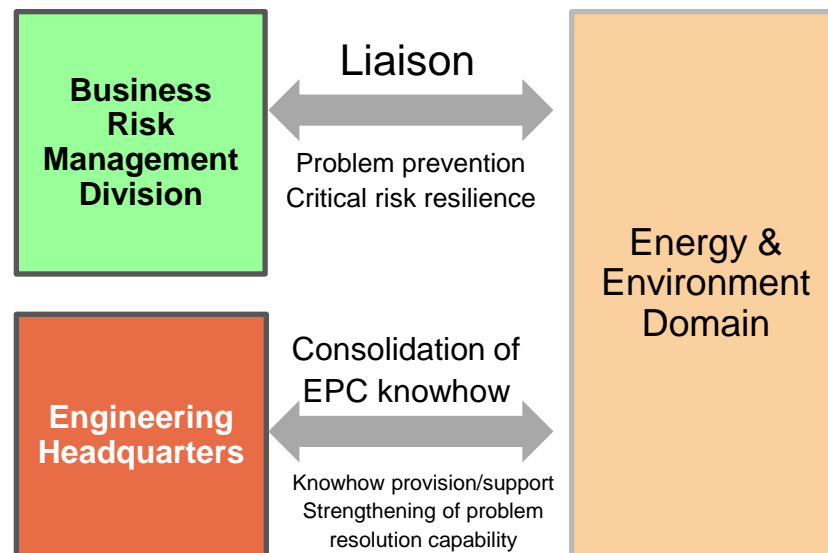 Business
Risk
Management
Division
Liaison
Problem prevention
Critical risk resilience
Energy &
Environment
Domain
Engineering
Headquarters
Consolidation of
EPC knowhow
Knowhow provision/support
Strengthening of problem
resolution capability